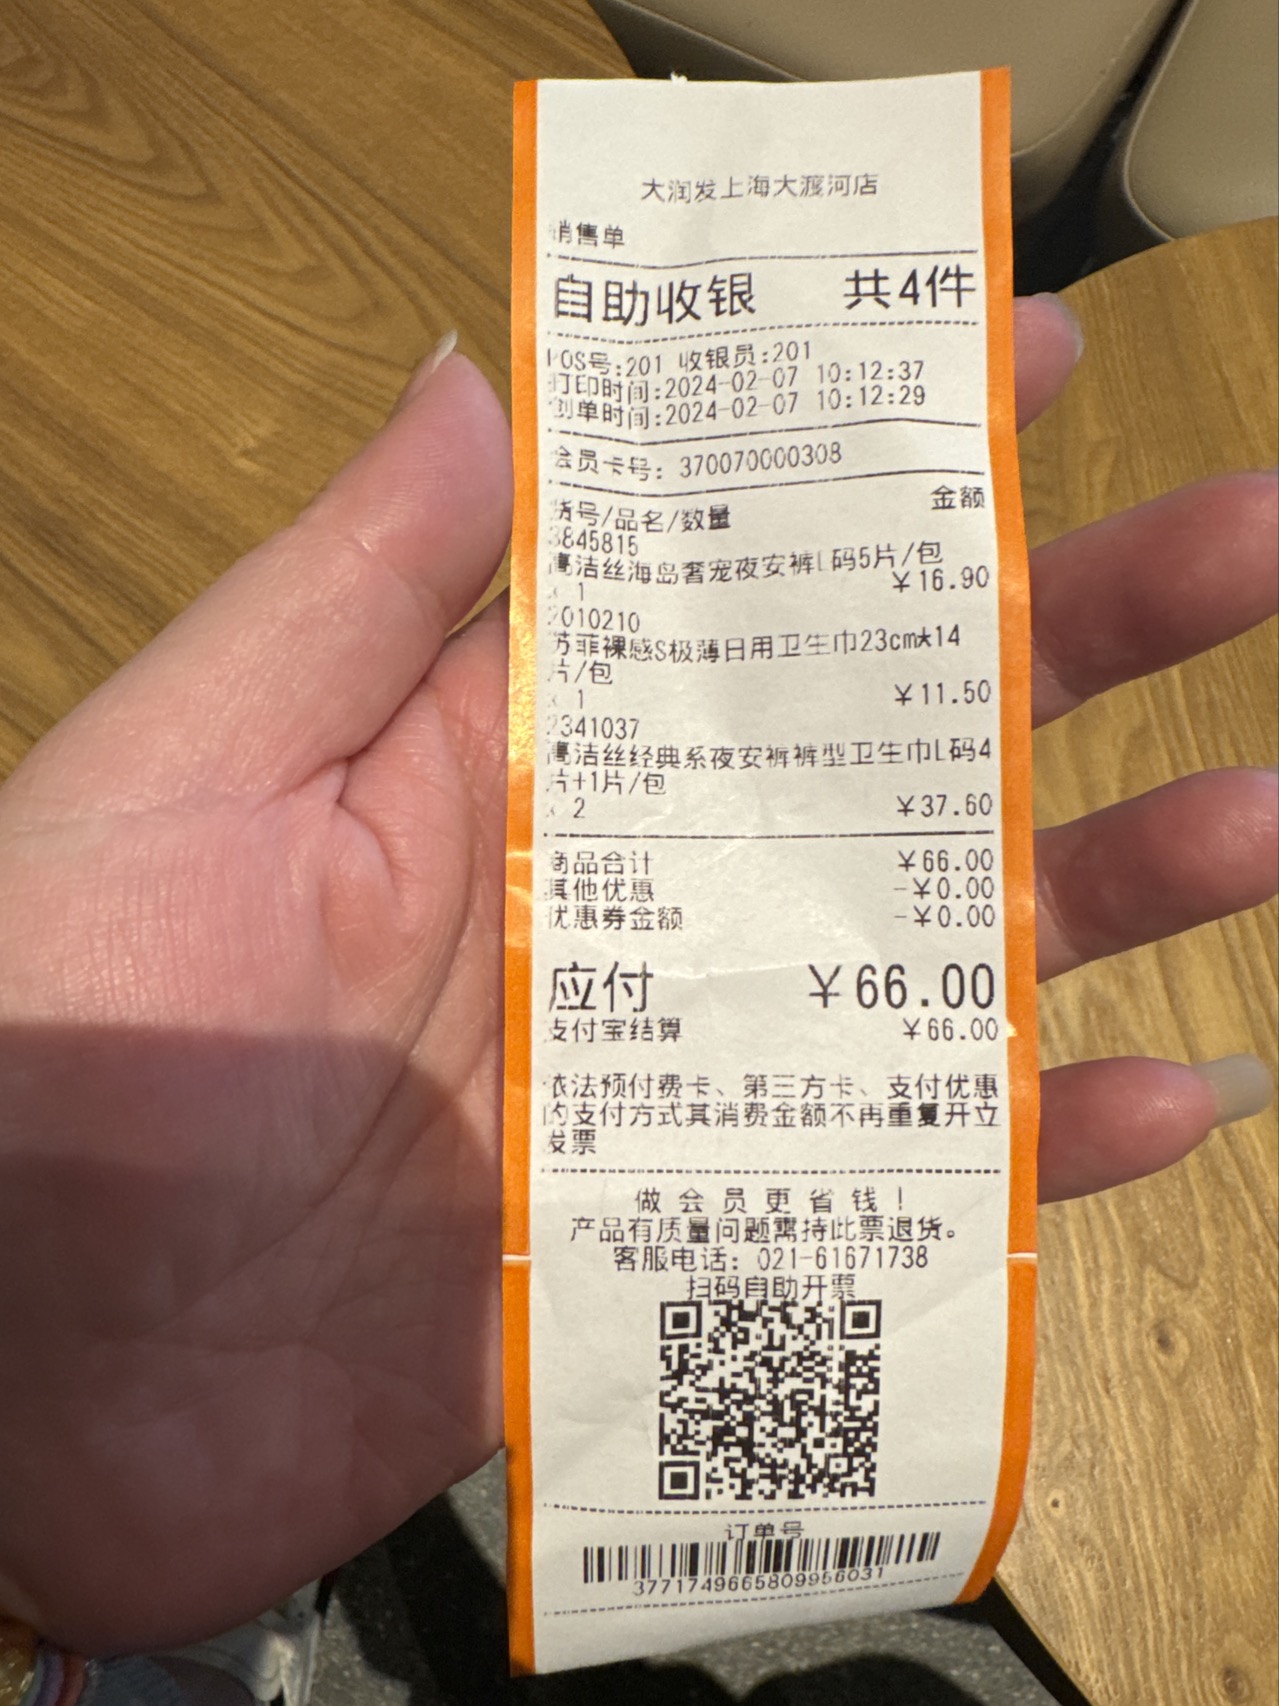 大润发上海大渡河店
销售单
自助收银 共4件
POS号:201 收银员:201
打印时间:2024-02-07 10:12:37
创单时间:2024-02-07 10:12:29
会员卡号: 370070000308
货号/品名/数量 金额
3845815
高洁丝海岛奢宠夜安裤L码5片/包
x 1 ¥16.90
2010210
苏菲裸感S极薄日用卫生巾23cm*14
片/包
x 1 ¥11.50
2341037
高洁丝经典系夜安裤裤型卫生巾L码4
片+1片/包
x 2 ¥37.60
商品合计 ¥66.00
其他优惠 -¥0.00
优惠券金额 -¥0.00
应付 ¥66.00
支付宝结算 ¥66.00
依法预付费卡、第三方卡、支付优惠
的支付方式其消费金额不再重复开立
发票
做会员更省钱!
产品有质量问题需持此票退货。
客服电话: 021-61671738
扫码自助开票
订单号
3771749665809956031